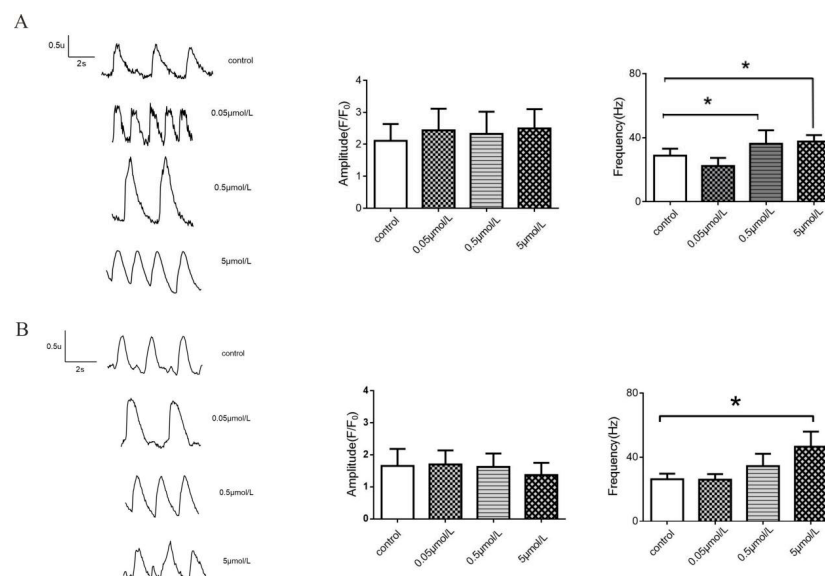 A
0.5u
2s
control
0.05μmol/L
0.5μmol/L
5μmol/L
Amplitude(F/F0)
4
3
2
1
0
control
0.05μmol/L
0.5μmol/L
5μmol/L
Frequency(Hz)
80
40
0
*
*
control
0.05μmol/L
0.5μmol/L
5μmol/L
B
0.5u
2s
control
0.05μmol/L
0.5μmol/L
5μmol/L
Amplitude(F/F0)
4
3
2
1
0
control
0.05μmol/L
0.5μmol/L
5μmol/L
Frequency(Hz)
80
40
0
*
control
0.05μmol/L
0.5μmol/L
5μmol/L